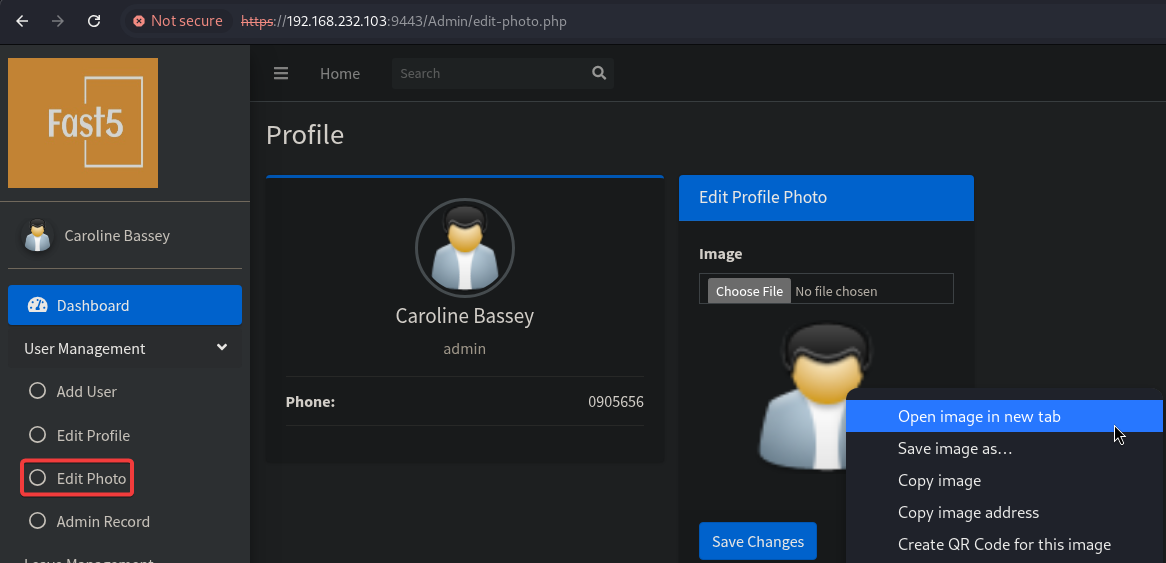 Not secure https://192.168.232.103:9443/Admin/edit-photo.php
Fast5
Caroline Bassey
Dashboard
User Management
Add User
Edit Profile
Edit Photo
Admin Record
Leave Management
Home Search
Profile
Caroline Bassey
admin
Phone: 0905656
Edit Profile Photo
Image
Choose File No file chosen
Save Changes
Open image in new tab
Save image as...
Copy image
Copy image address
Create QR Code for this image